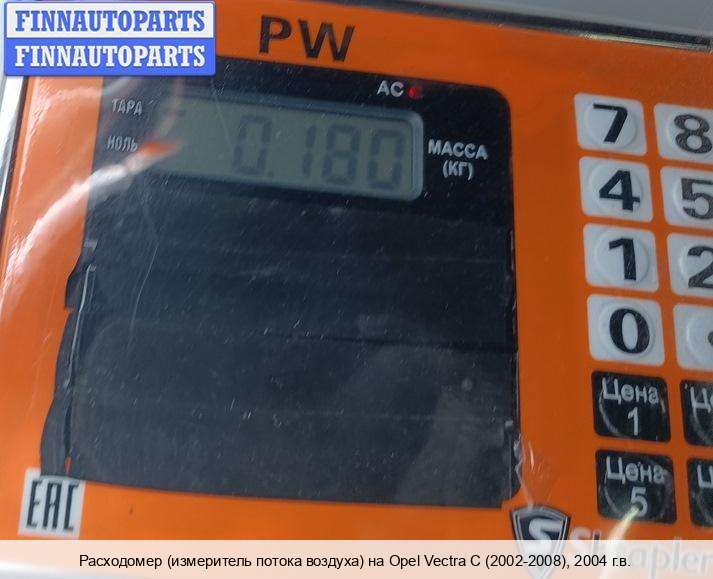 FINNAUTOPARTS
FINNAUTOPARTS
PW
AC
ТАРА
НОЛЬ
0.180
МАССА
(КГ)
7 8
4 5
1 2
0
Цена
1
Цена
5
EAC
Расходомер (измеритель потока воздуха) на Opel Vectra C (2002-2008), 2004 г.в.